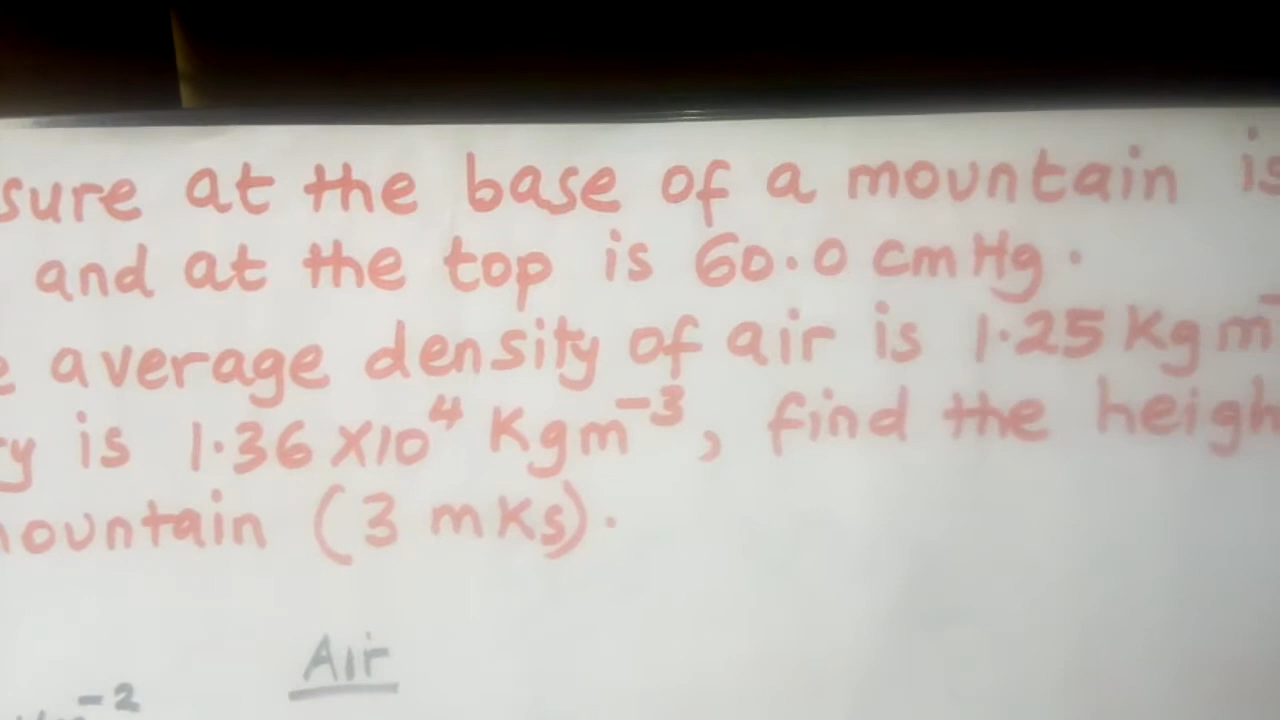 sure at the base of a mountain is
and at the top is 60.0 cmHg.
e average density of air is 1.25 Kgm
y is 1.36 X10⁴ Kgm⁻³, find the heigh
ountain (3 mKs).
Air
⁻²